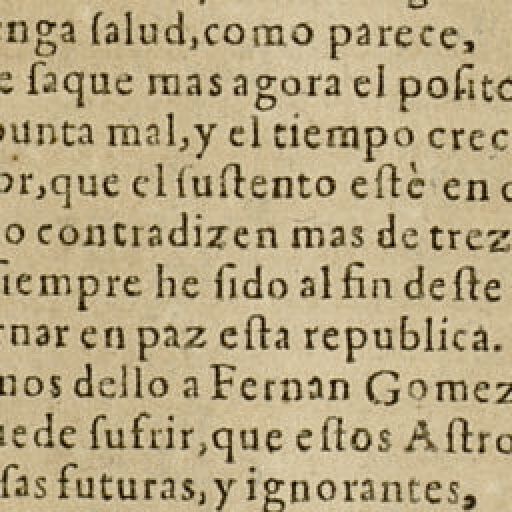 nga ſalud,como parece,
e ſaque mas agora el poſito
punta mal,y el tiempo crec
or,que el ſuſtento eſtè en
o contradizen mas de trez
ſiempre he ſido al fin deſte
rnar en paz eſta republica.
mos dello a Fernan Gomez
uede ſufrir,que eſtos Aſtro
ſas futuras,y ignorantes,